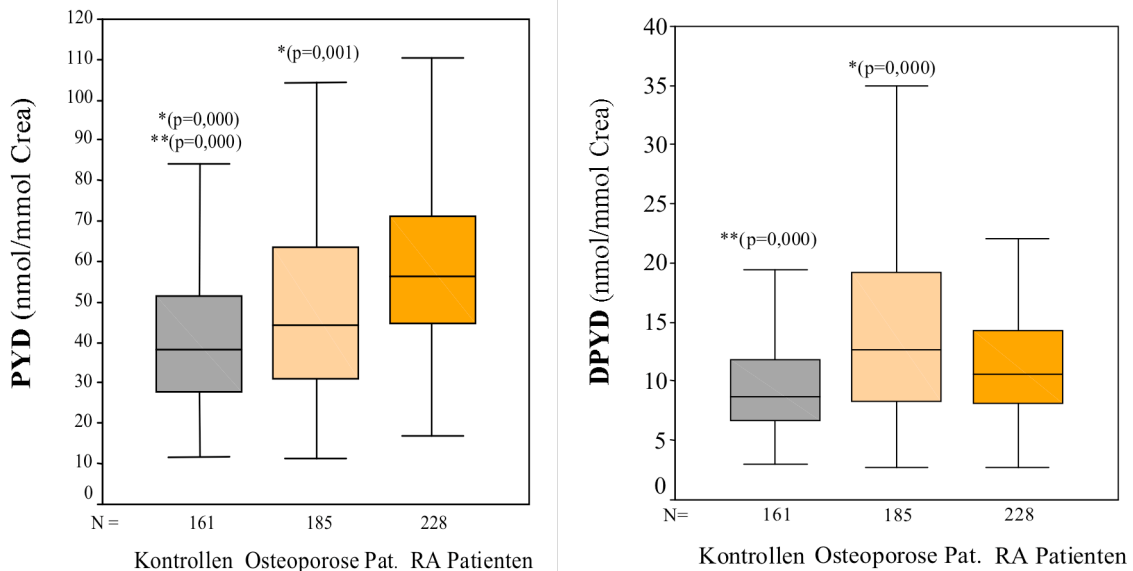 120
110
100
90
80
70
60
50
40
30
20
10
0
PYD (nmol/mmol Crea)
*(p=0,000)
**(p=0,000)
*(p=0,001)
N = 161 185 228
Kontrollen Osteoporose Pat. RA Patienten
40
35
30
25
20
15
10
5
0
DPYD (nmol/mmol Crea)
**(p=0,000)
*(p=0,000)
N= 161 185 228
Kontrollen Osteoporose Pat. RA Patienten